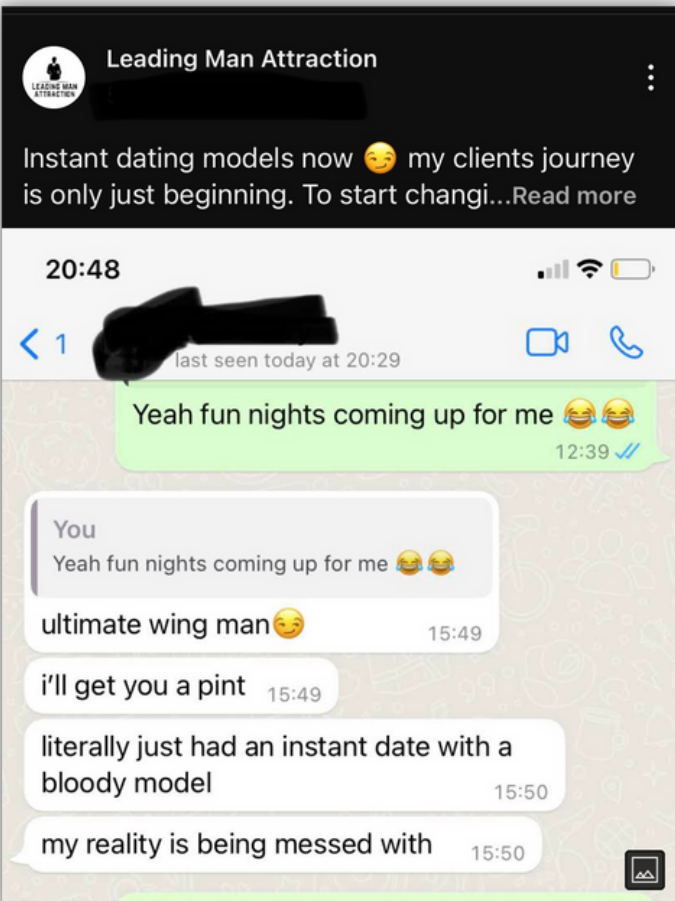 Leading Man Attraction
LEADING MAN
ATTRACTION
Instant dating models now 😏 my clients journey
is only just beginning. To start changi...Read more
20:48
1
last seen today at 20:29
Yeah fun nights coming up for me 😂😂
12:39
You
Yeah fun nights coming up for me 😂😂
ultimate wing man😏
15:49
i'll get you a pint 15:49
literally just had an instant date with a
bloody model
15:50
my reality is being messed with 15:50